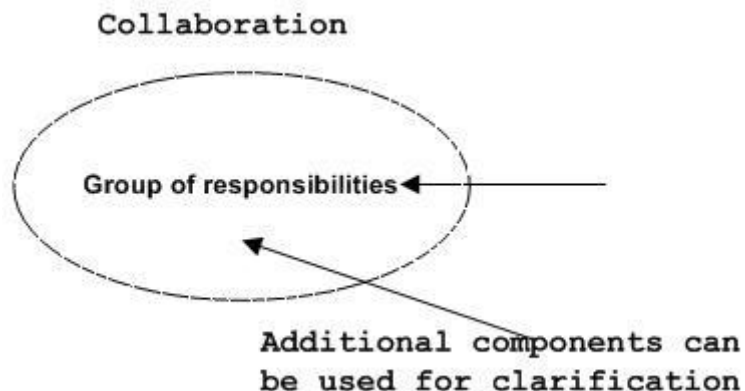 Collaboration
Group of responsibilities
Additional components can
be used for clarification